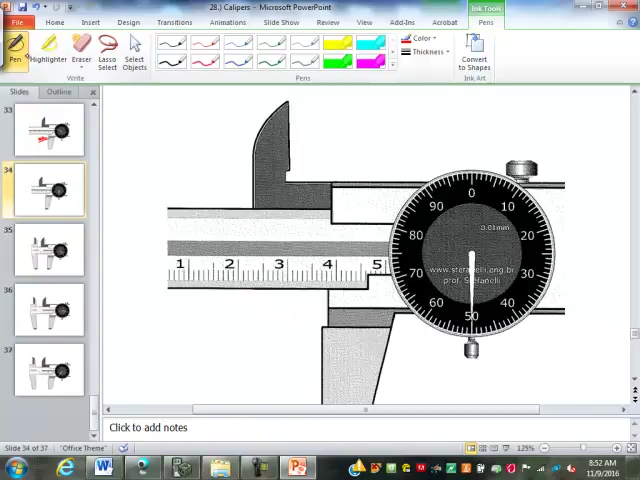 28.) Calipers - Microsoft PowerPoint
Ink Tools
File Home Insert Design Transitions Animations Slide Show Review View Add-Ins Acrobat Pens
Pen Highlighter Eraser Lasso Select Select Objects
Color
Thickness
Convert to Shapes
Write Pens Ink Art
Slides Outline
33
34
35
36
37
0
90 10
80 20
70 30
60 40
50
0.01mm
www.stefanelli.eng.br
prof. Stefanelli
1 2 3 4 5
Click to add notes
Slide 34 of 37 "Office Theme" 125%
8:52 AM
11/9/2016